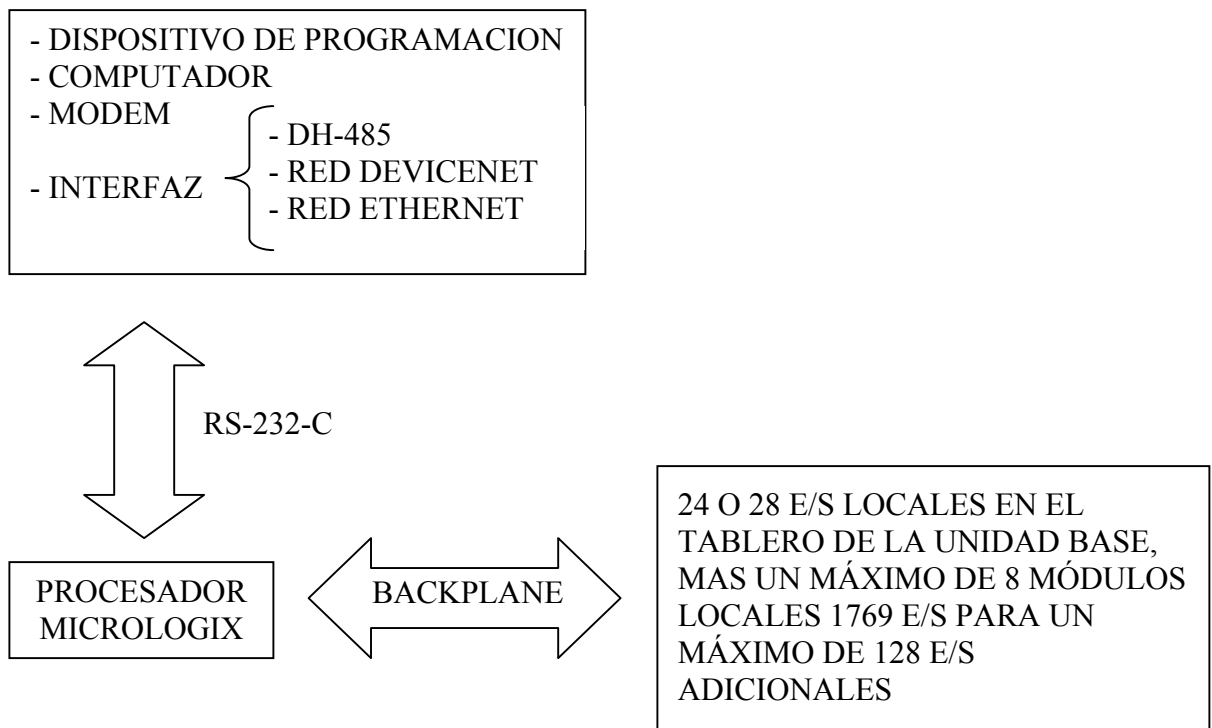 - DISPOSITIVO DE PROGRAMACION
- COMPUTADOR
- MODEM
- INTERFAZ
- DH-485
- RED DEVICENET
- RED ETHERNET
RS-232-C
PROCESADOR
MICROLOGIX
BACKPLANE
24 O 28 E/S LOCALES EN EL
TABLERO DE LA UNIDAD BASE,
MAS UN MÁXIMO DE 8 MÓDULOS
LOCALES 1769 E/S PARA UN
MÁXIMO DE 128 E/S
ADICIONALES